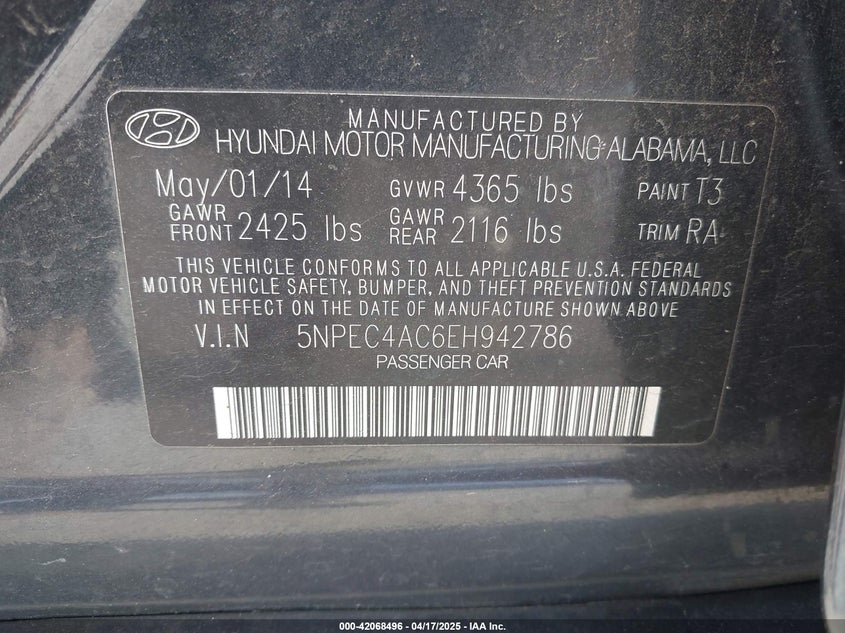 MANUFACTURED BY
HYUNDAI MOTOR MANUFACTURING ALABAMA, LLC
May/01/14 GVWR 4365 lbs PAINT T3
GAWR FRONT 2425 lbs GAWR REAR 2116 lbs TRIM RA
THIS VEHICLE CONFORMS TO ALL APPLICABLE U.S.A. FEDERAL
MOTOR VEHICLE SAFETY, BUMPER, AND THEFT PREVENTION STANDARDS
IN EFFECT ON THE DATE OF MANUFACTURE SHOWN ABOVE
V.I.N 5NPEC4AC6EH942786
PASSENGER CAR
000-42068496 - 04/17/2025 - IAA Inc.